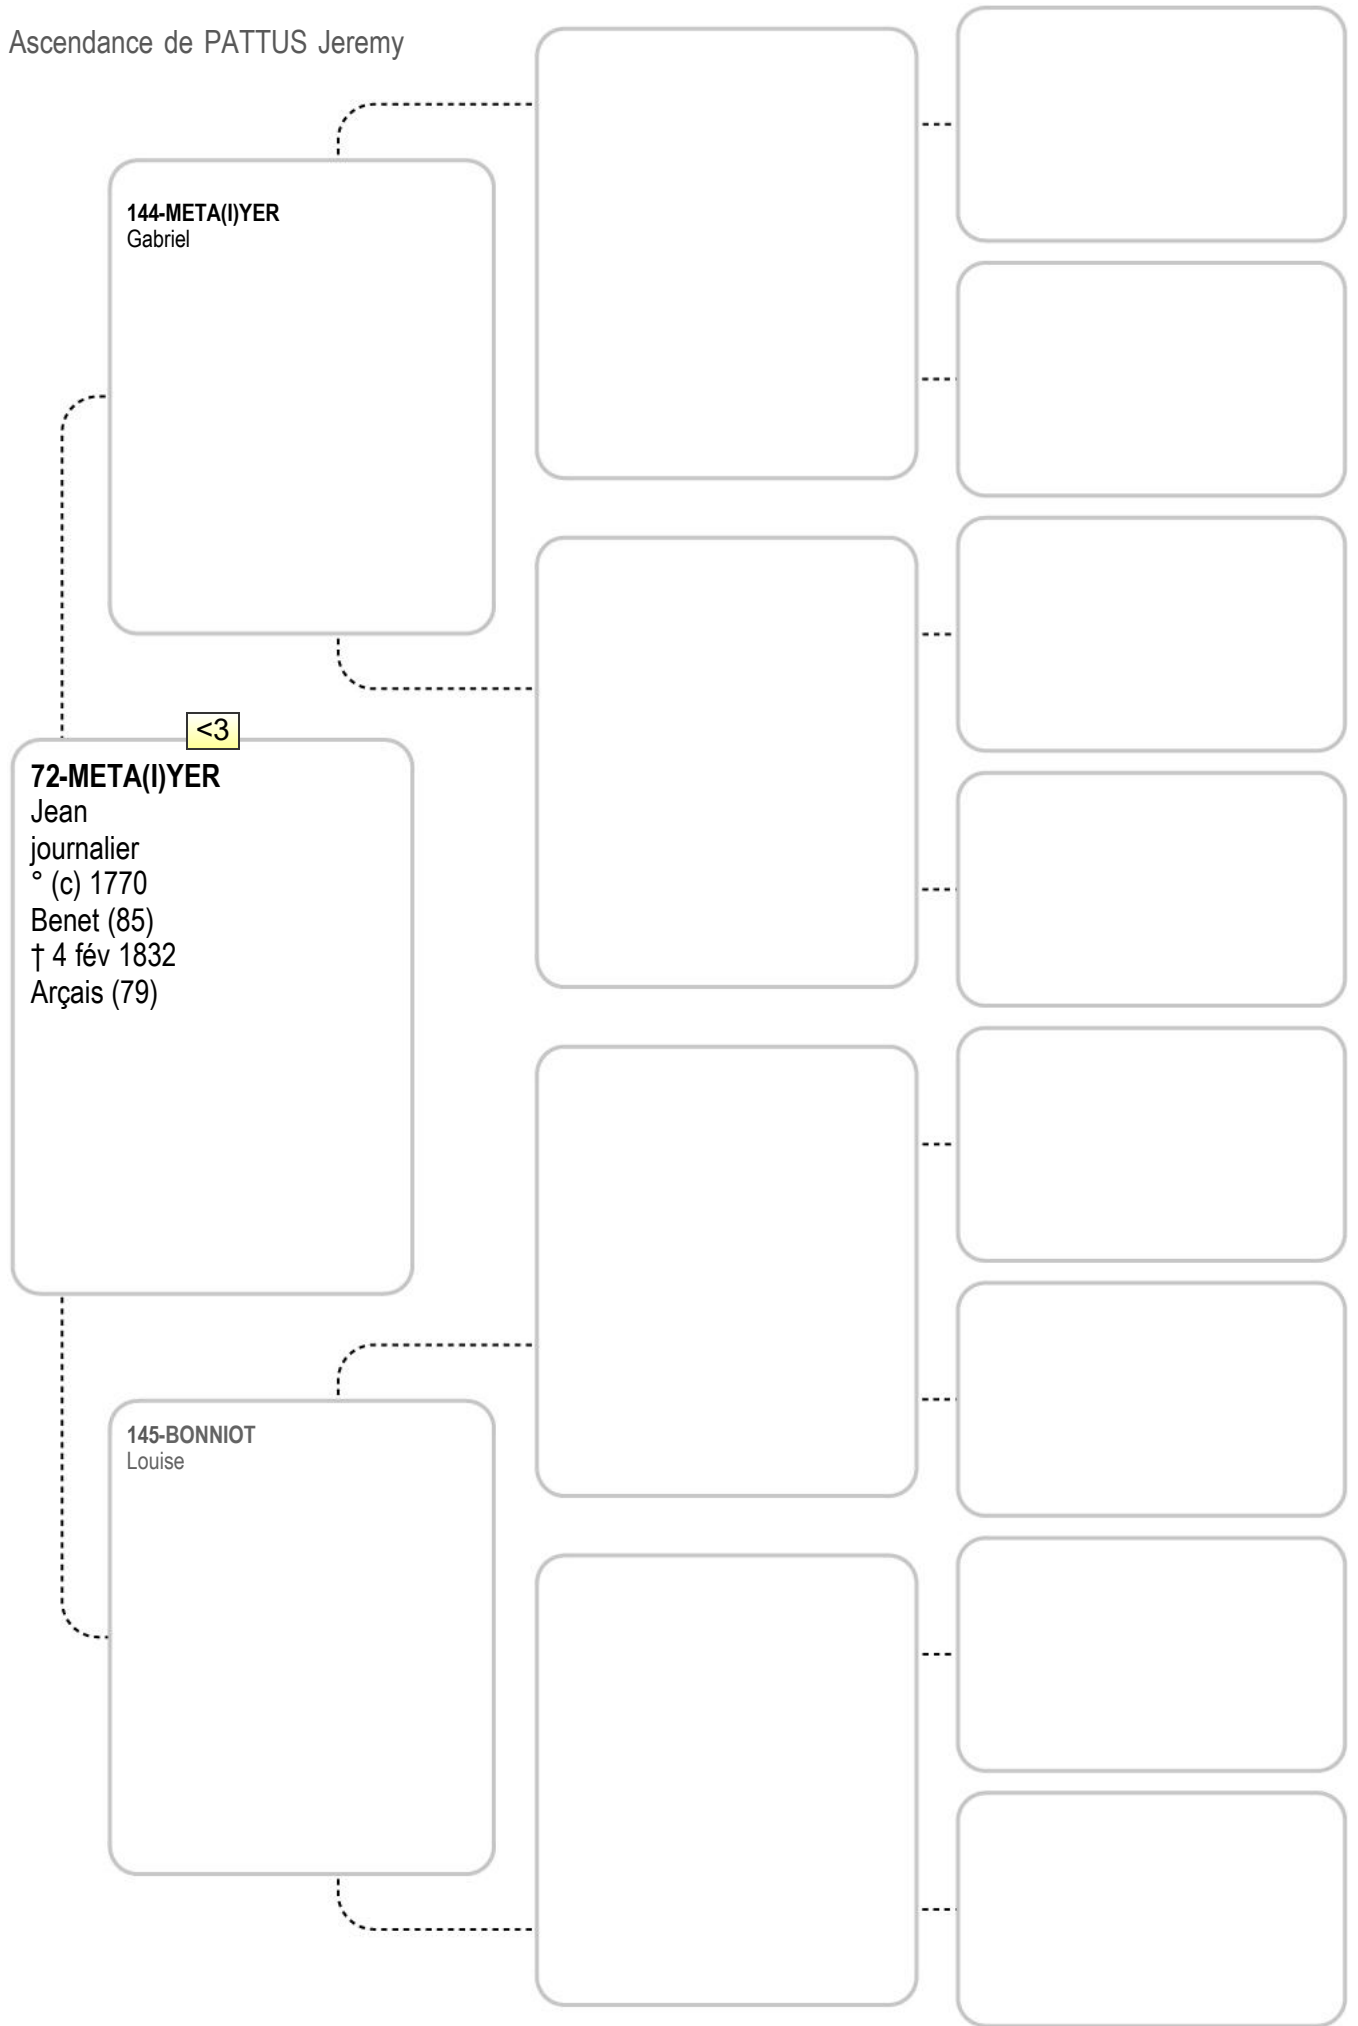 Ascendance de PATTUS Jeremy
144-META(I)YER
Gabriel
<3
72-META(I)YER
Jean
journalier
° (c) 1770
Benet (85)
† 4 fév 1832
Arçais (79)
145-BONNIOT
Louise